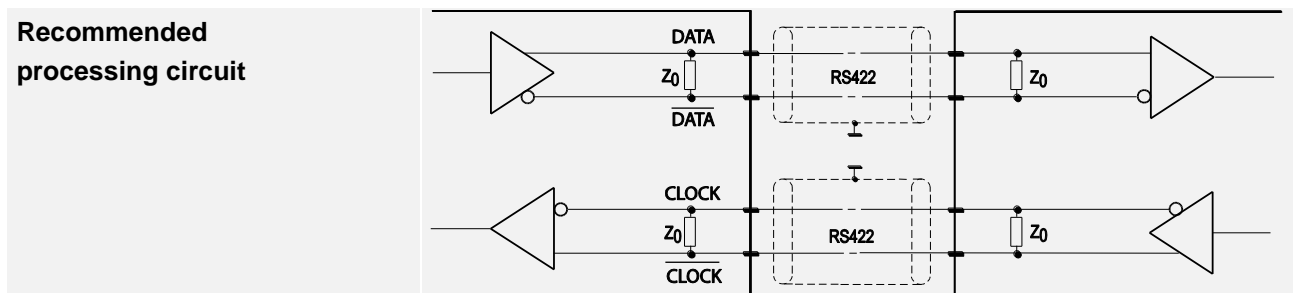 Recommended
processing circuit
DATA
Z0
RS422
Z0
DATA
CLOCK
Z0
RS422
Z0
CLOCK